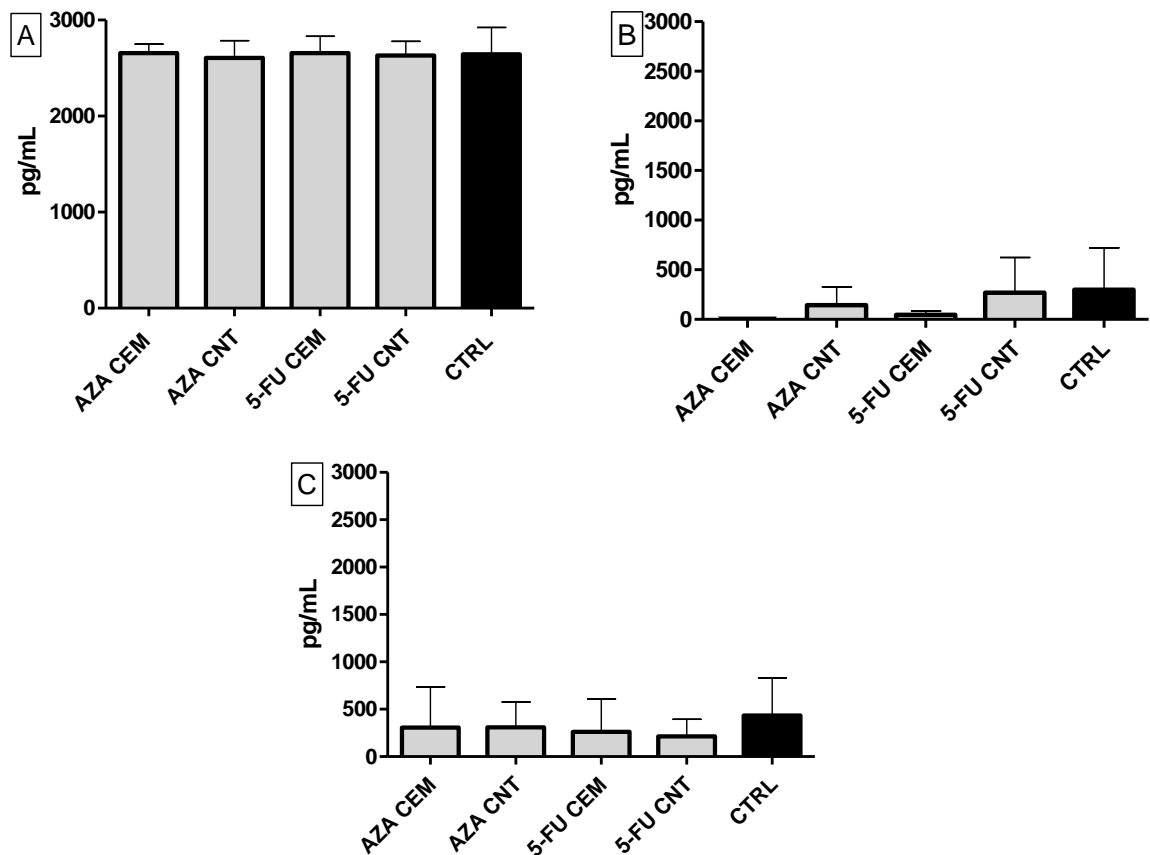 A
3000
2000
1000
0
pg/mL
AZA CEM
AZA CNT
5-FU CEM
5-FU CNT
CTRL
B
3000
2500
2000
1500
1000
500
0
pg/mL
AZA CEM
AZA CNT
5-FU CEM
5-FU CNT
CTRL
C
3000
2500
2000
1500
1000
500
0
pg/mL
AZA CEM
AZA CNT
5-FU CEM
5-FU CNT
CTRL